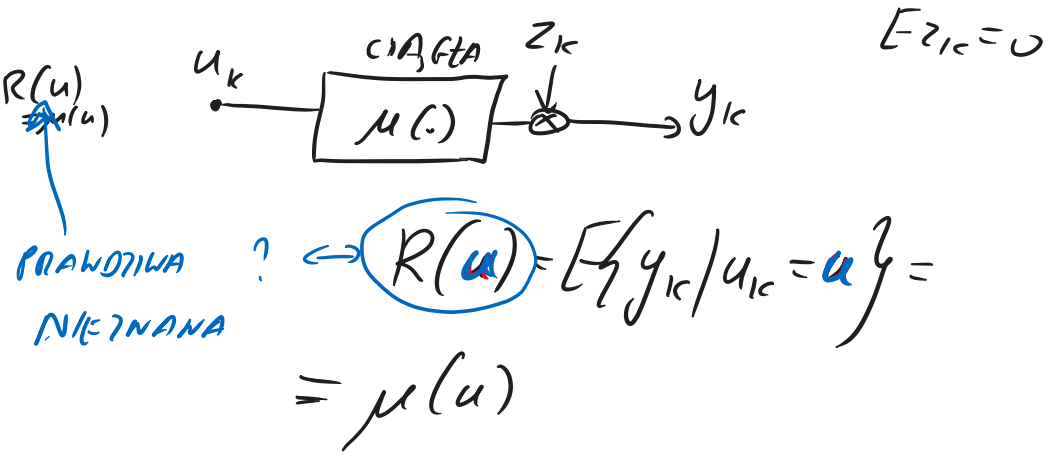 E z_k = 0
CIĄGŁA z_k
u_k μ(.) y_k
R(u)
= μ(u)
PRAWDZIWA ? ↔ R(u) = E{y_k | u_k = u} =
NIEZNANA
= μ(u)